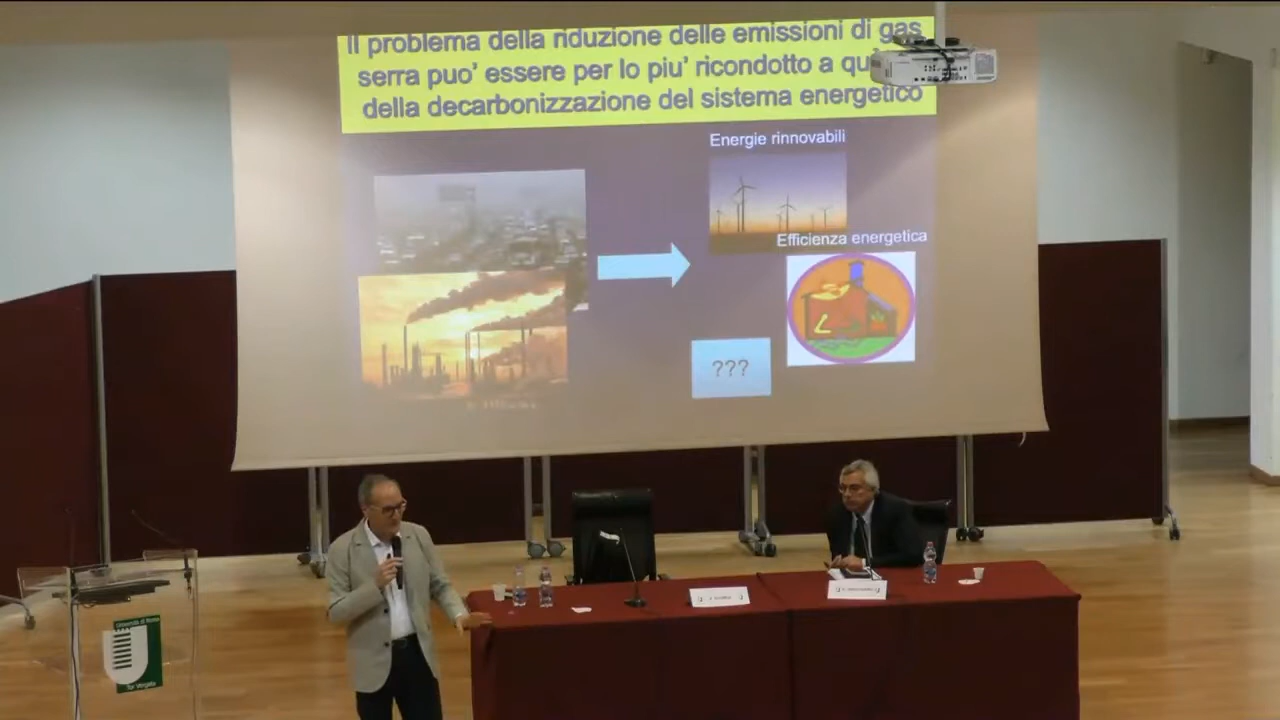 Il problema della riduzione delle emissioni di gas
serra puo' essere per lo piu' ricondotto a
della decarbonizzazione del sistema energetico
Energie rinnovabili
Efficienza energetica
???
Università di Roma
Tor Vergata